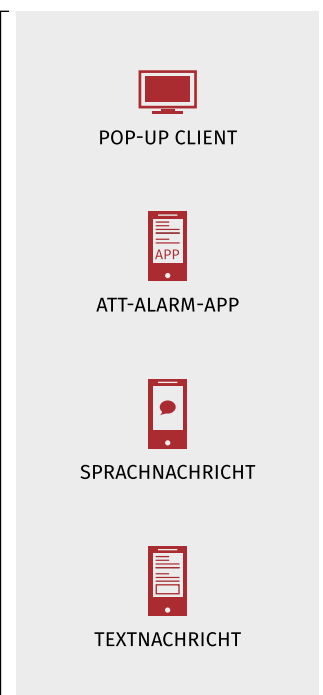 POP-UP CLIENT
APP
ATT-ALARM-APP
SPRACHNACHRICHT
TEXTNACHRICHT